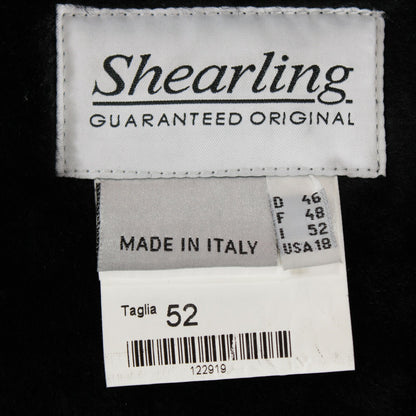 Shearling
GUARANTEED ORIGINAL
MADE IN ITALY
D 46
F 48
I 52
USA 18
Taglia 52
122919